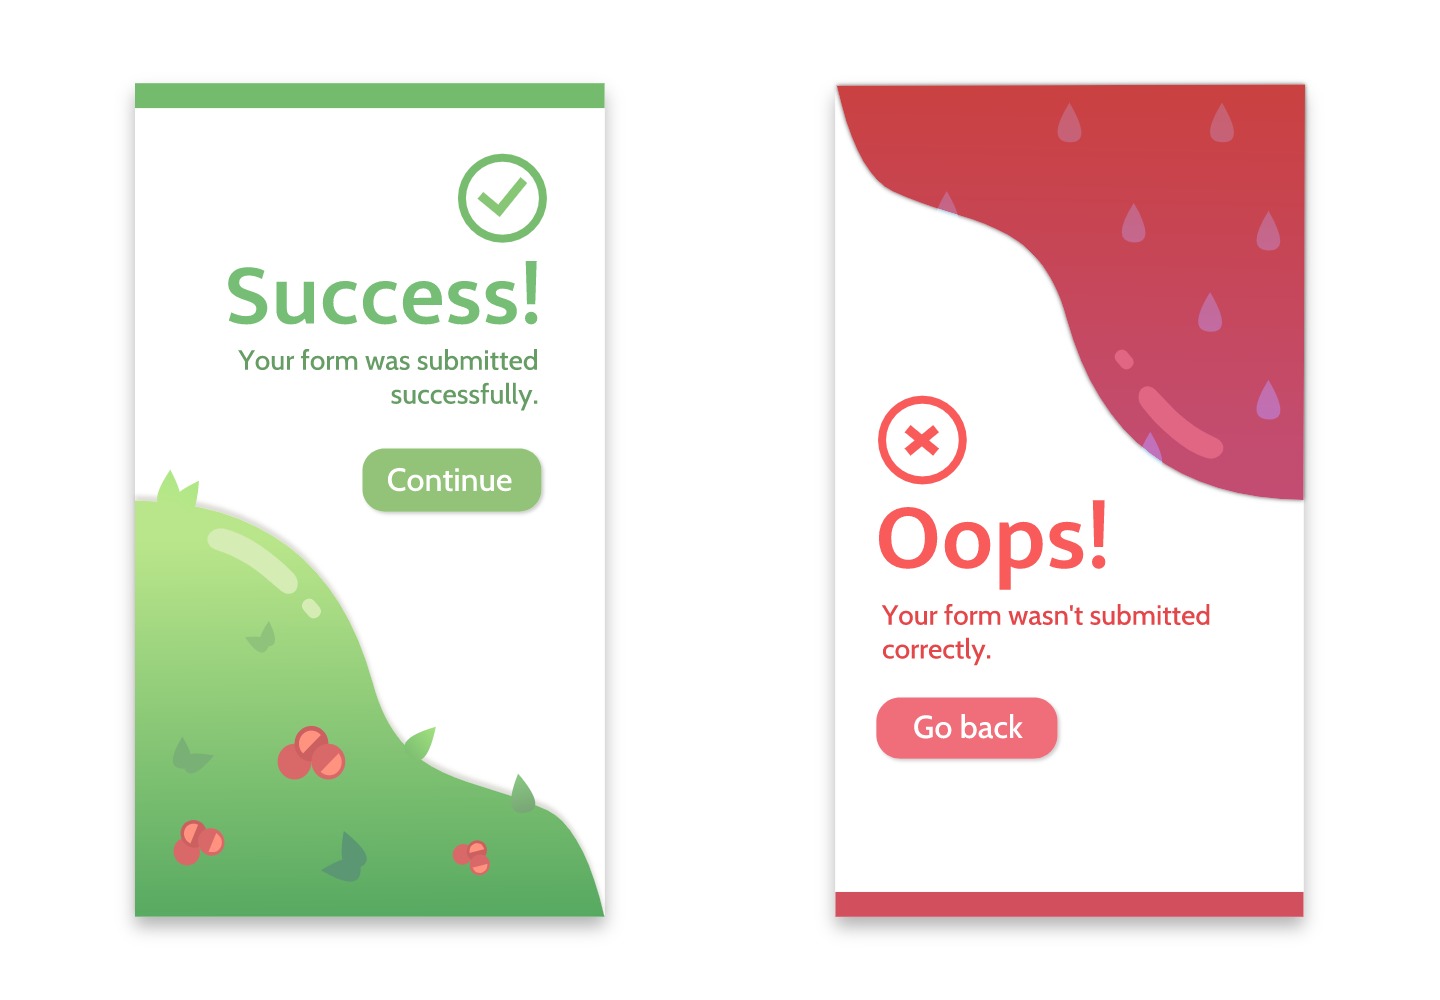 Success!
Your form was submitted
successfully.
Continue
Oops!
Your form wasn't submitted
correctly.
Go back